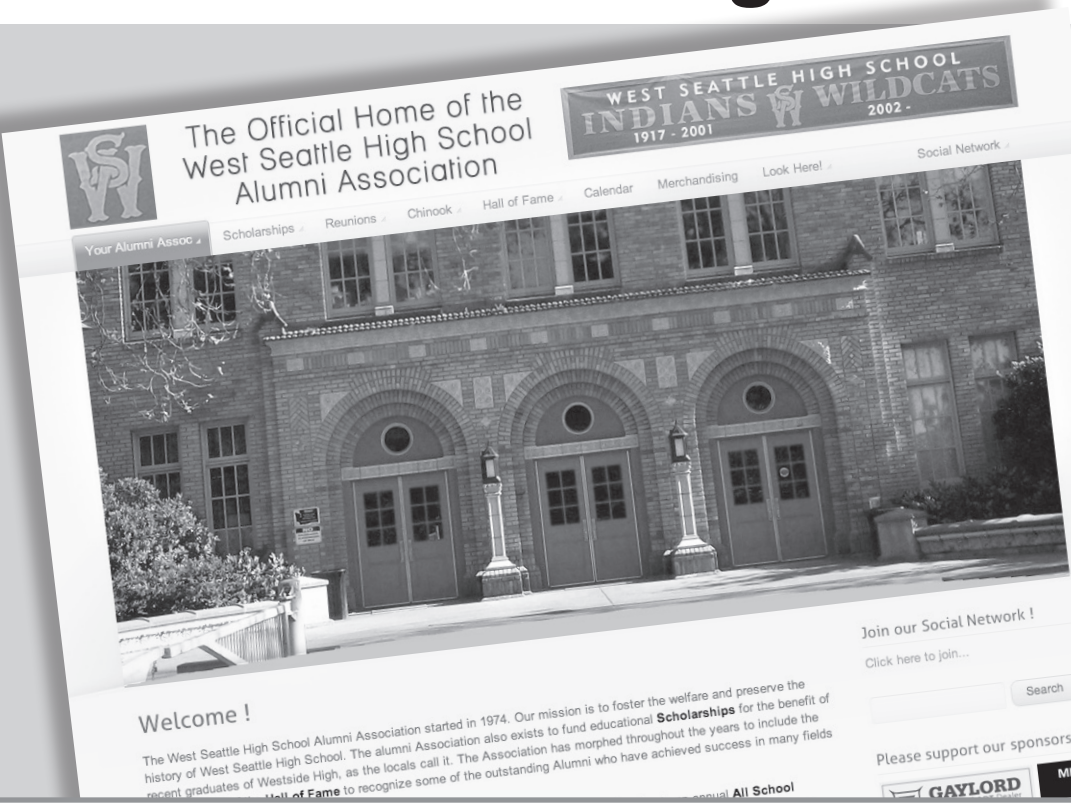 The Official Home of the
West Seattle High School
Alumni Association
WEST SEATTLE HIGH SCHOOL
INDIANS WS WILDCATS
1917 - 2001
2002 -
Your Alumni Assoc
Scholarships
Reunions
Chinook
Hall of Fame
Calendar
Merchandising
Look Here!
Social Network
Join our Social Network !
Click here to join...
Search
Welcome !
The West Seattle High School Alumni Association started in 1974. Our mission is to foster the welfare and preserve the
history of West Seattle High School. The alumni Association also exists to fund educational Scholarships for the benefit of
recent graduates of Westside High, as the locals call it. The Association has morphed throughout the years to include the
Hall of Fame to recognize some of the outstanding Alumni who have achieved success in many fields
annual All School
Please support our sponsors
GAYLORD